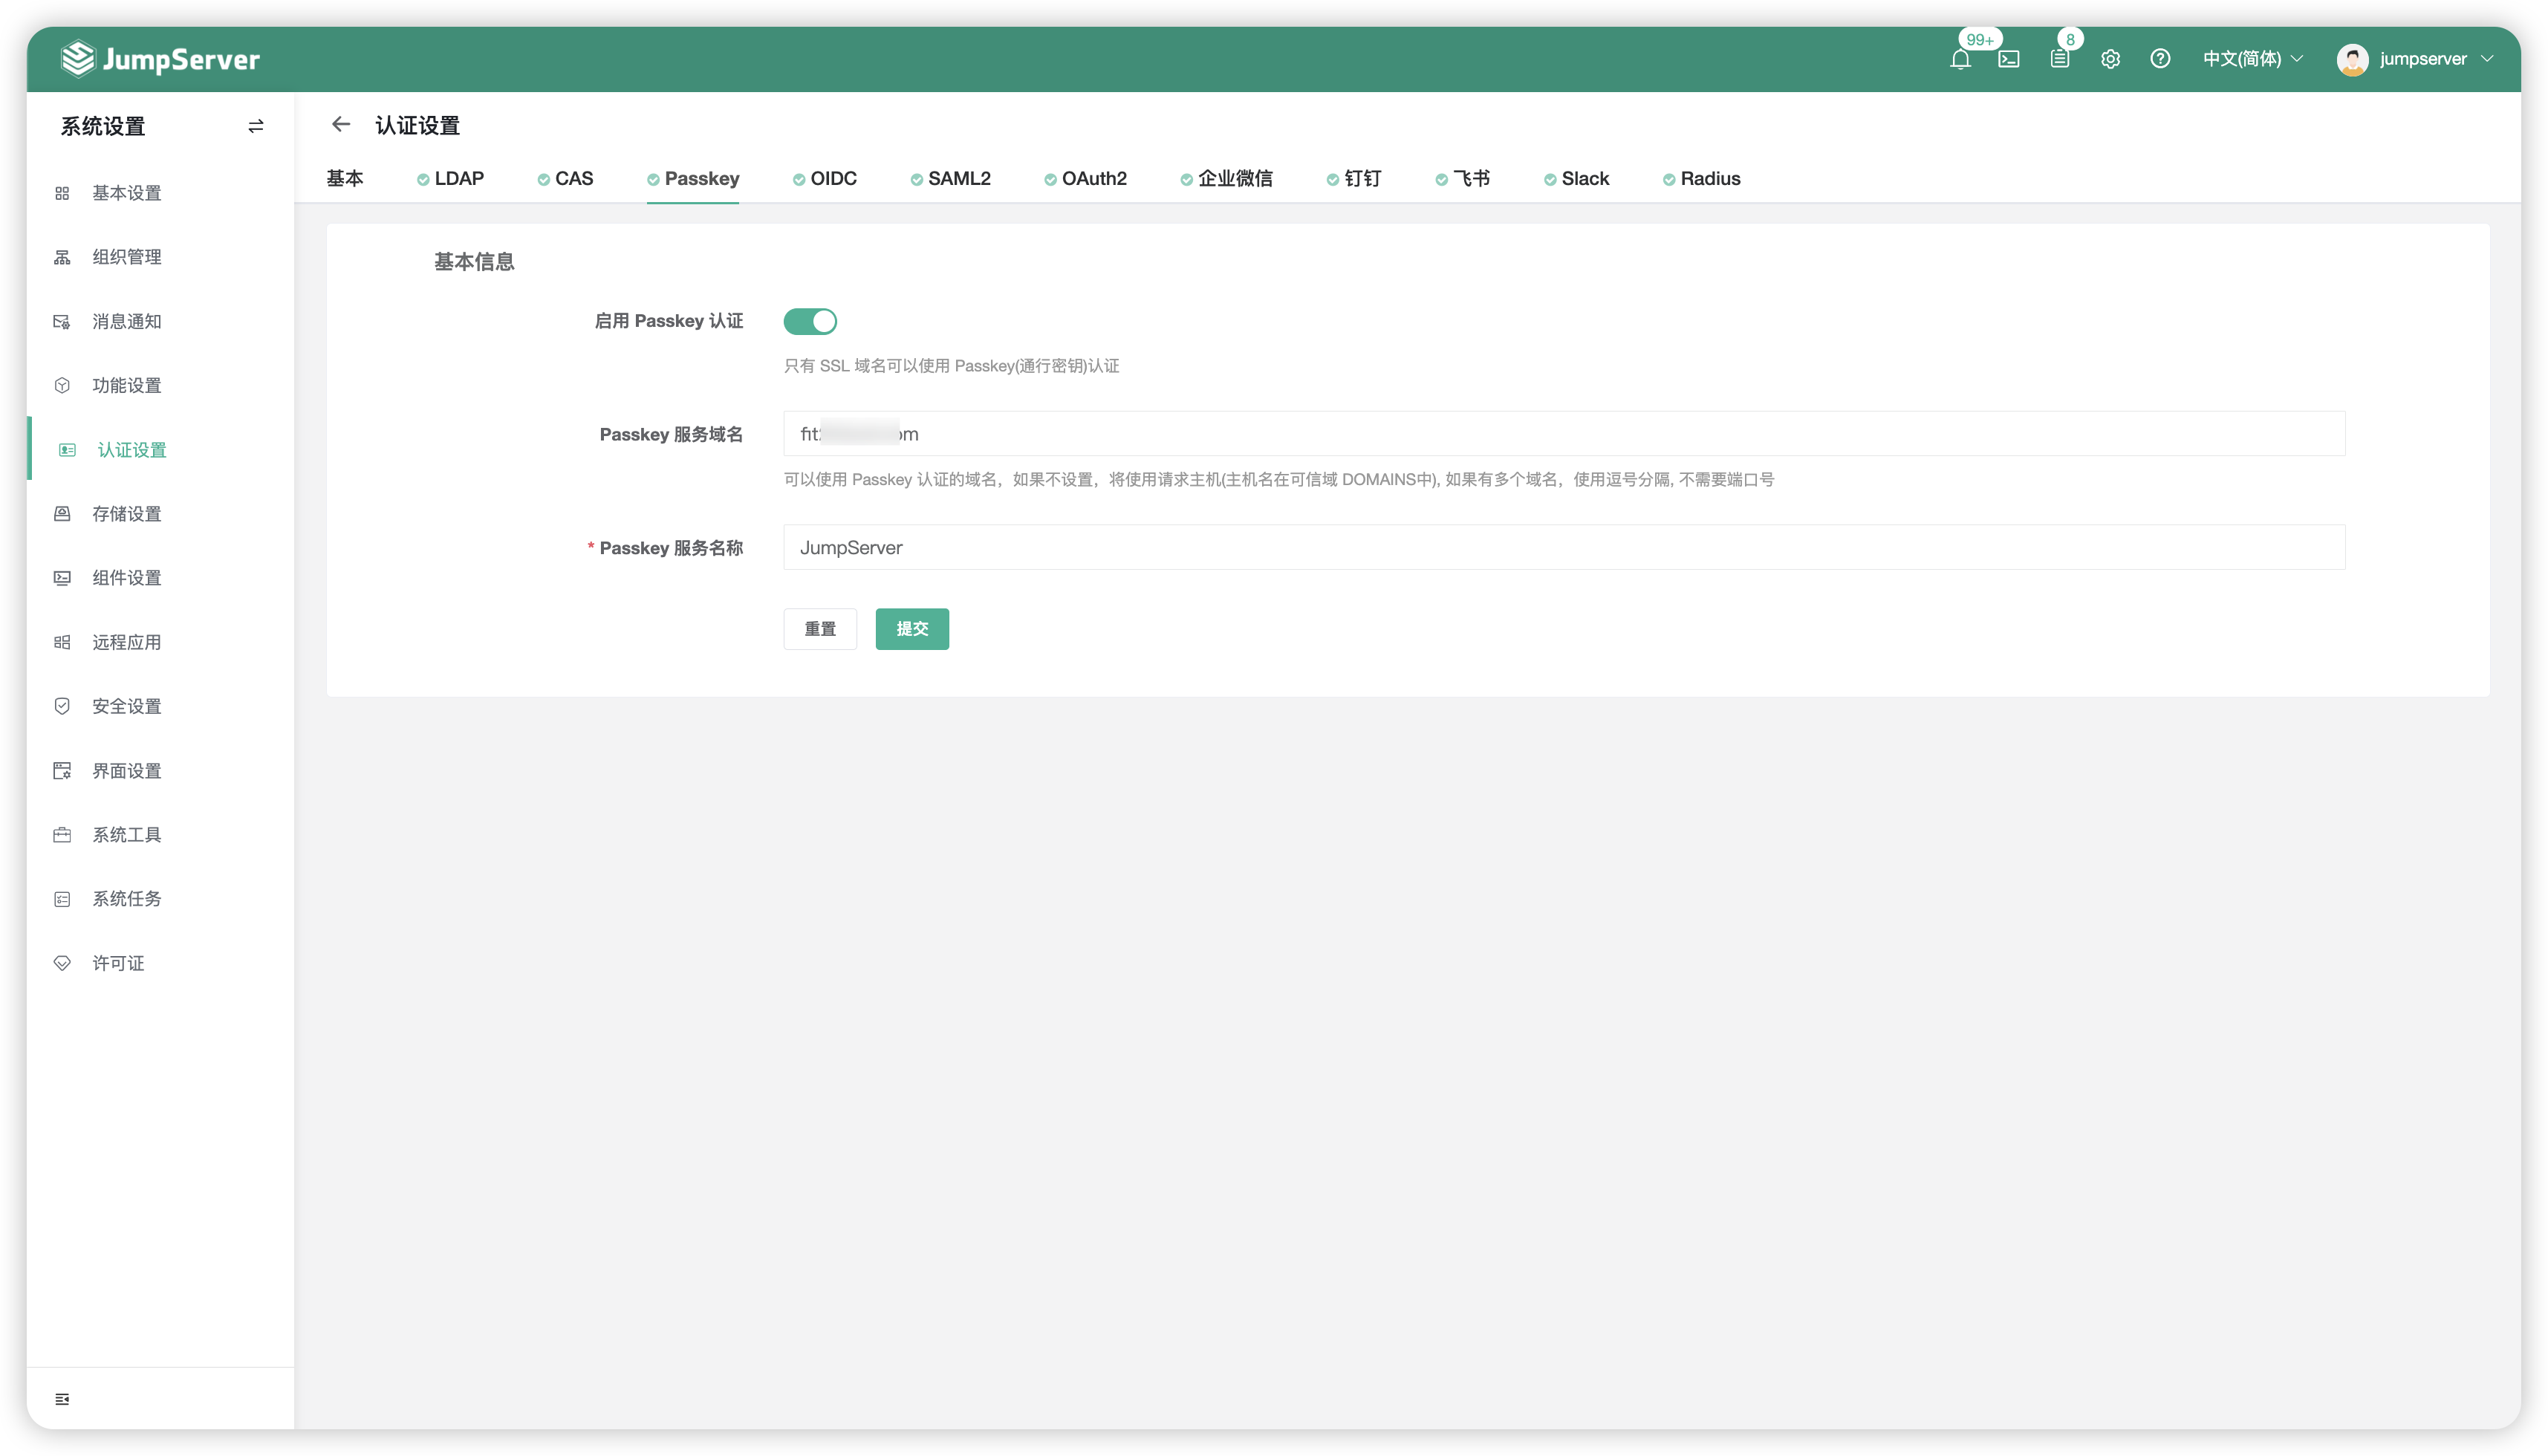 JumpServer
99+
8
中文(简体)
jumpserver
系统设置
基本设置
组织管理
消息通知
功能设置
认证设置
存储设置
组件设置
远程应用
安全设置
界面设置
系统工具
系统任务
许可证
认证设置
基本 LDAP CAS Passkey OIDC SAML2 OAuth2 企业微信 钉钉 飞书 Slack Radius
基本信息
启用 Passkey 认证
只有 SSL 域名可以使用 Passkey(通行密钥)认证
Passkey 服务域名
可以使用 Passkey 认证的域名，如果不设置，将使用请求主机(主机名在可信域 DOMAINS中), 如果有多个域名，使用逗号分隔, 不需要端口号
* Passkey 服务名称
JumpServer
重置
提交